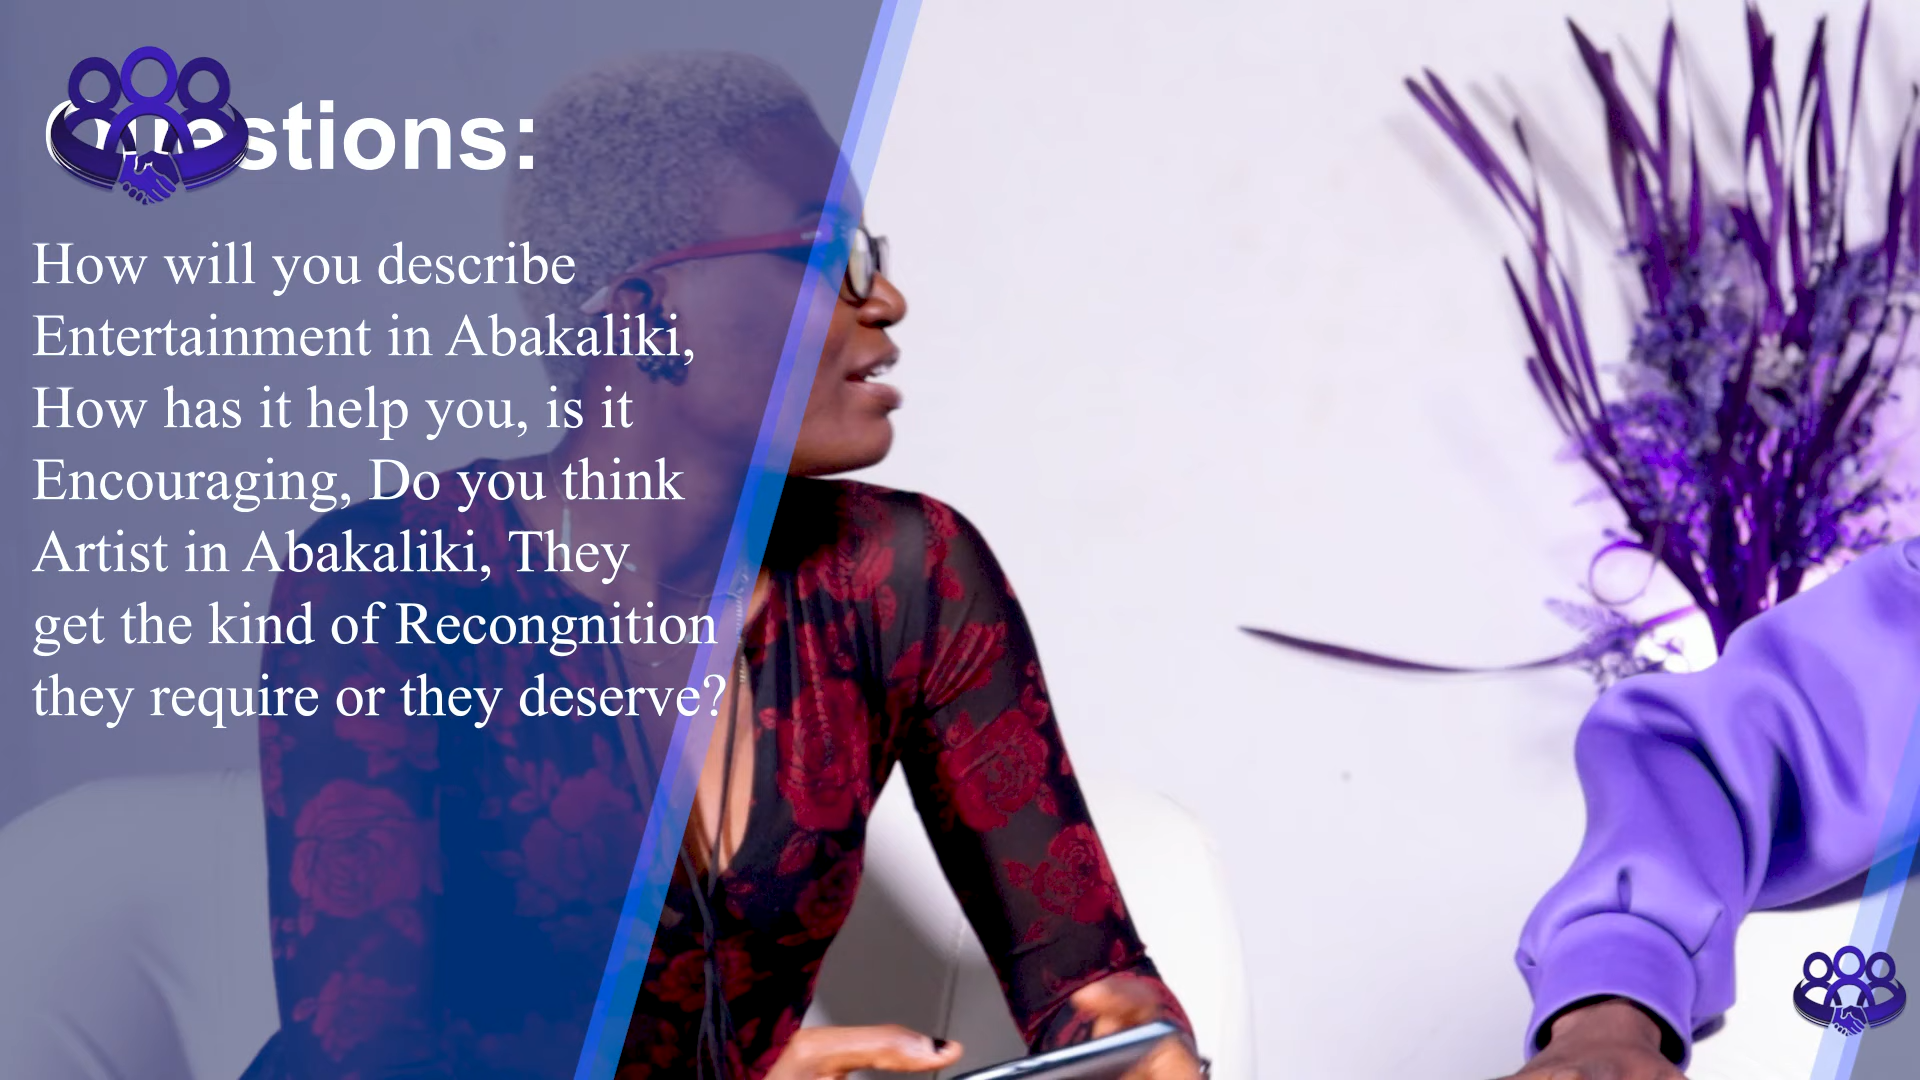 Questions:
How will you describe
Entertainment in Abakaliki,
How has it help you, is it
Encouraging, Do you think
Artist in Abakaliki, They
get the kind of Recongnition
they require or they deserve?